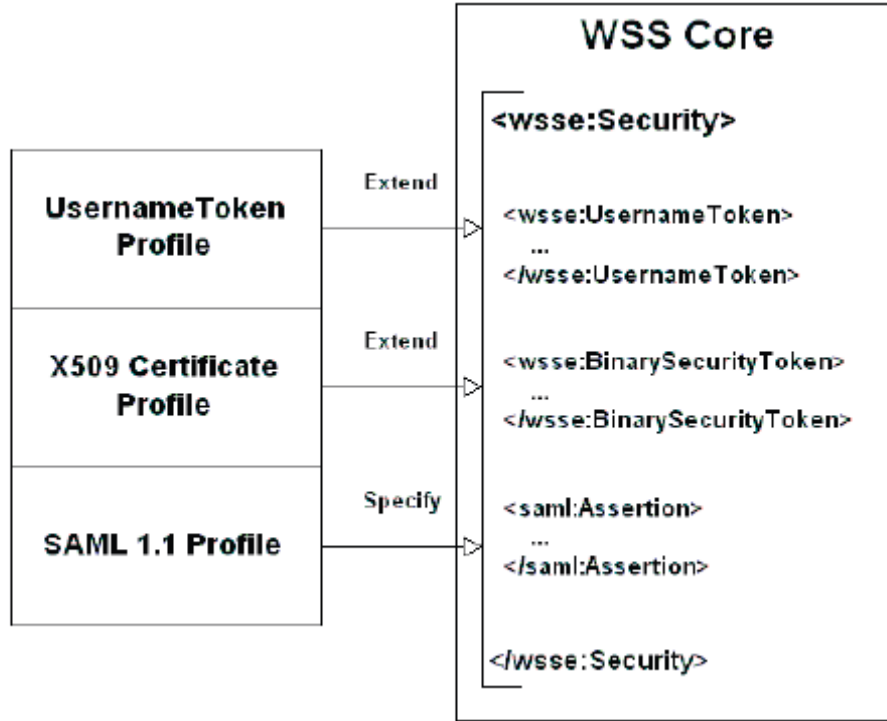 WSS Core
<wsse:Security>
UsernameToken
Profile
Extend
<wsse:UsernameToken>
...
</wsse:UsernameToken>
X509 Certificate
Profile
Extend
<wsse:BinarySecurityToken>
...
</wsse:BinarySecurityToken>
SAML 1.1 Profile
Specify
<saml:Assertion>
...
</saml:Assertion>
</wsse:Security>